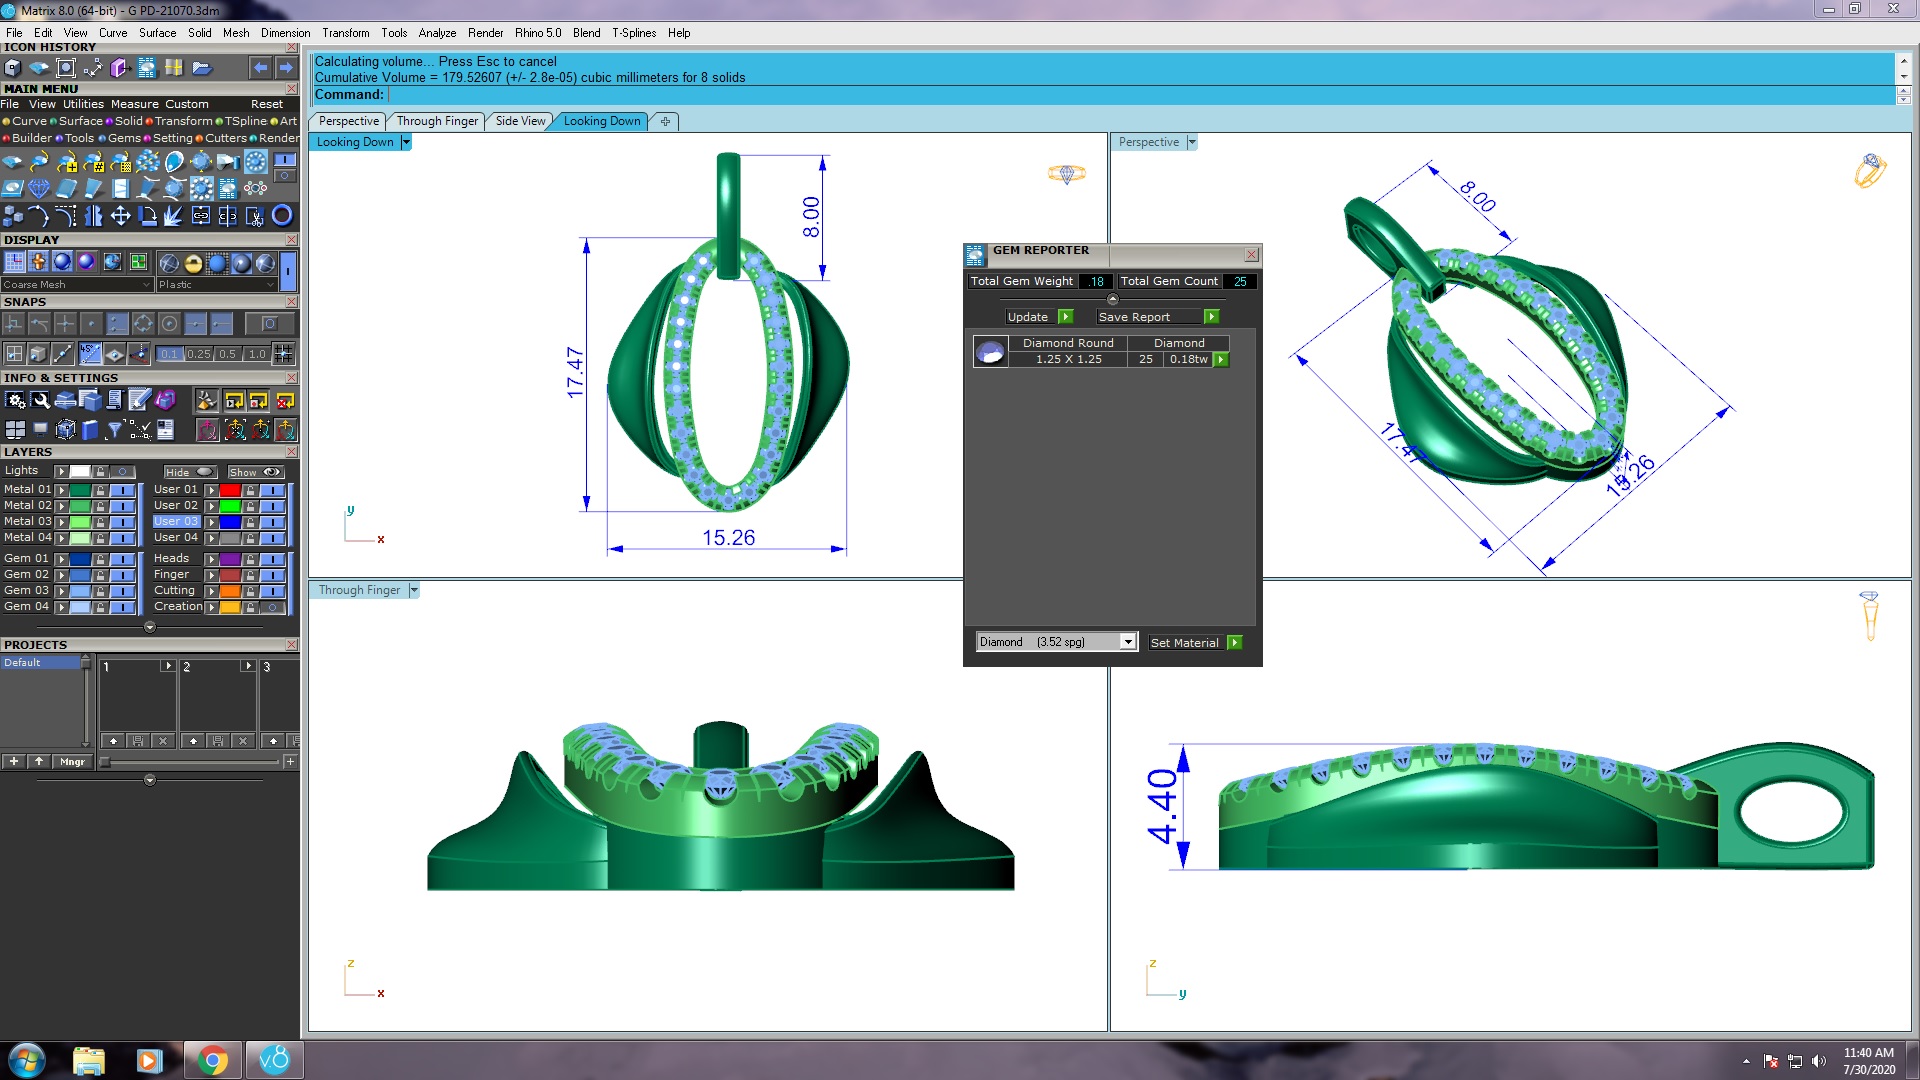 Matrix 8.0 (64-bit) - G PD-21070.3dm
File Edit View Curve Surface Solid Mesh Dimension Transform Tools Analyze Render Rhino 5.0 Blend T-Splines Help
ICON HISTORY
Calculating volume... Press Esc to cancel
Cumulative Volume = 179.52607 (+/- 2.8e-05) cubic millimeters for 8 solids
Command:
MAIN MENU
File View Utilities Measure Custom Reset
Curve Surface Solid Transform TSpline Art
Builder Tools Gems Setting Cutters Render
Perspective Through Finger Side View Looking Down
Looking Down
Perspective
8.00
17.47
15.26
y
x
8.00
17.47
15.26
GEM REPORTER
Total Gem Weight .18 Total Gem Count 25
Update Save Report
Diamond Round Diamond
1.25 X 1.25 25 0.18tw
Diamond (3.52 spg) Set Material
DISPLAY
Coarse Mesh Plastic
SNAPS
45°
0.1 0.25 0.5 1.0
INFO & SETTINGS
LAYERS
Lights Hide Show
Metal 01 User 01
Metal 02 User 02
Metal 03 User 03
Metal 04 User 04
Gem 01 Heads
Gem 02 Finger
Gem 03 Cutting
Gem 04 Creation
PROJECTS
Default
1 2 3
Mngr
Through Finger
z
x
4.40
z
y
v.8
11:40 AM
7/30/2020